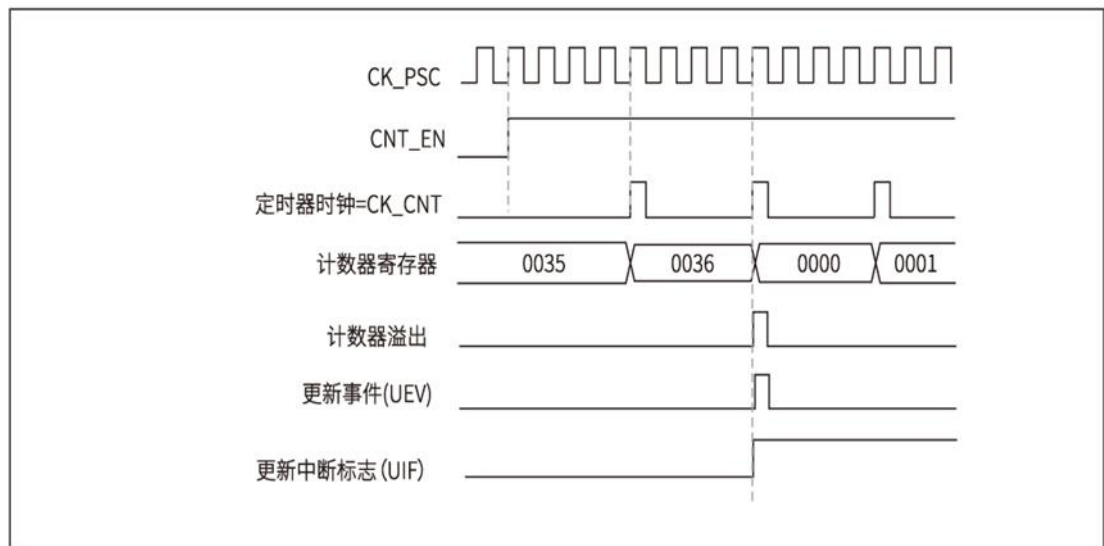 CK_PSC
CNT_EN
定时器时钟=CK_CNT
计数器寄存器 0035 0036 0000 0001
计数器溢出
更新事件(UEV)
更新中断标志(UIF)